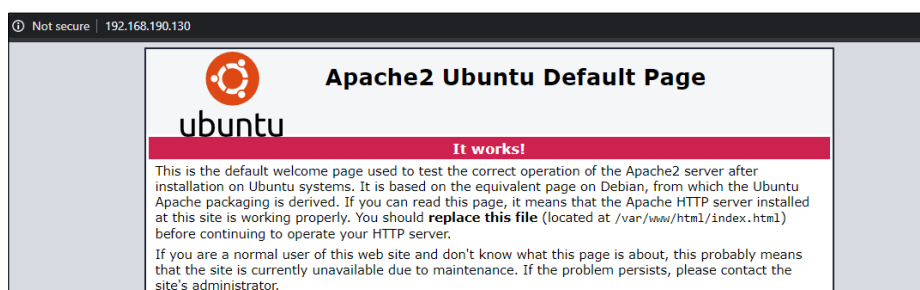 Not secure | 192.168.190.130
Apache2 Ubuntu Default Page
ubuntu
It works!
This is the default welcome page used to test the correct operation of the Apache2 server after
installation on Ubuntu systems. It is based on the equivalent page on Debian, from which the Ubuntu
Apache packaging is derived. If you can read this page, it means that the Apache HTTP server installed
at this site is working properly. You should replace this file (located at /var/www/html/index.html)
before continuing to operate your HTTP server.
If you are a normal user of this web site and don't know what this page is about, this probably means
that the site is currently unavailable due to maintenance. If the problem persists, please contact the
site's administrator.